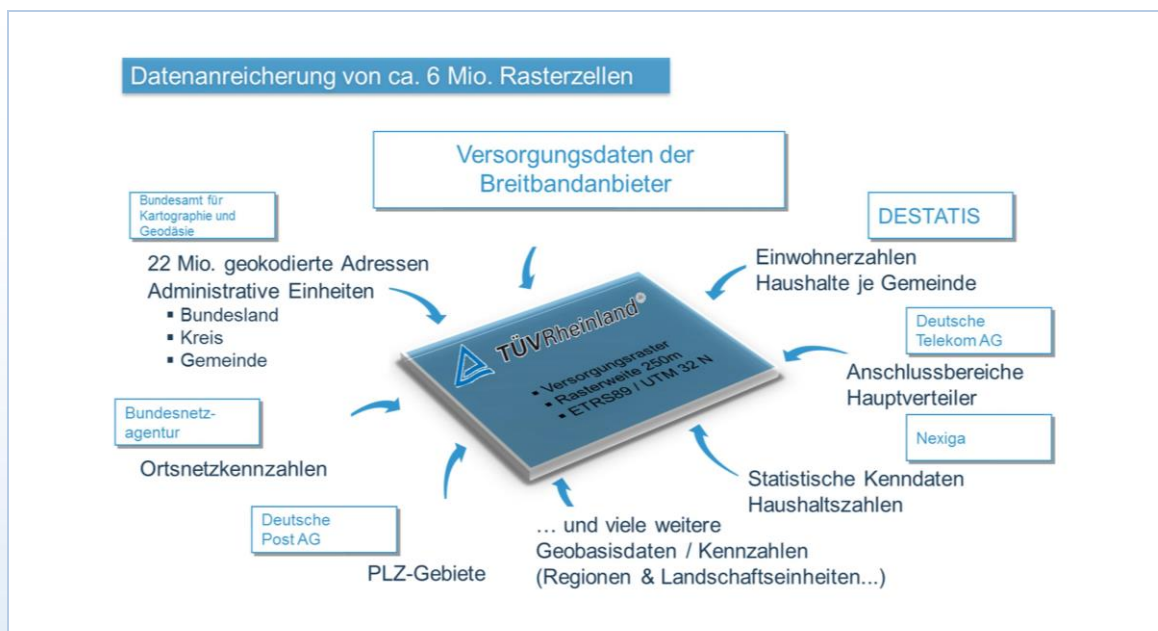 Datenanreicherung von ca. 6 Mio. Rasterzellen
Versorgungsdaten der
Breitbandanbieter
Bundesamt für
Kartographie und
Geodäsie
22 Mio. geokodierte Adressen
Administrative Einheiten
▪ Bundesland
▪ Kreis
▪ Gemeinde
DESTATIS
Einwohnerzahlen
Haushalte je Gemeinde
TÜVRheinland®
▪ Versorgungsraster
▪ Rasterweite 250m
▪ ETRS89 / UTM 32 N
Deutsche
Telekom AG
Anschlussbereiche
Hauptverteiler
Bundesnetz-
agentur
Ortsnetzkennzahlen
Nexiga
Statistische Kenndaten
Haushaltszahlen
Deutsche
Post AG
PLZ-Gebiete
… und viele weitere
Geobasisdaten / Kennzahlen
(Regionen & Landschaftseinheiten...)